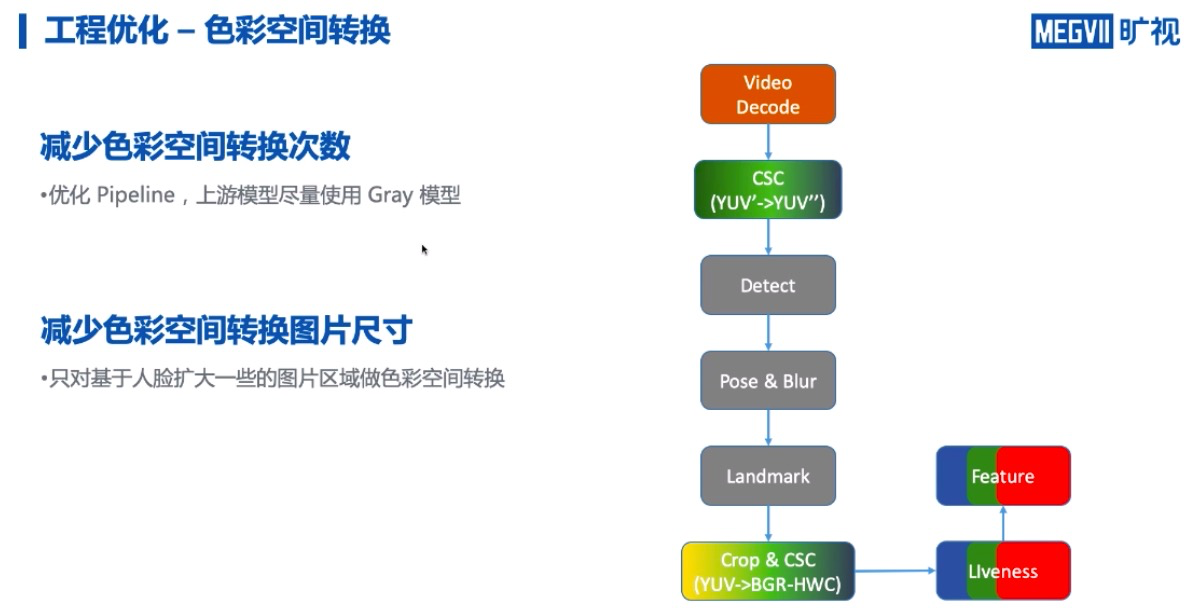 工程优化 – 色彩空间转换
MEGVII 旷视
减少色彩空间转换次数
•优化 Pipeline，上游模型尽量使用 Gray 模型
减少色彩空间转换图片尺寸
•只对基于人脸扩大一些的图片区域做色彩空间转换
Video
Decode
CSC
(YUV’->YUV’’)
Detect
Pose & Blur
Landmark
Crop & CSC
(YUV->BGR-HWC)
LIveness
Feature